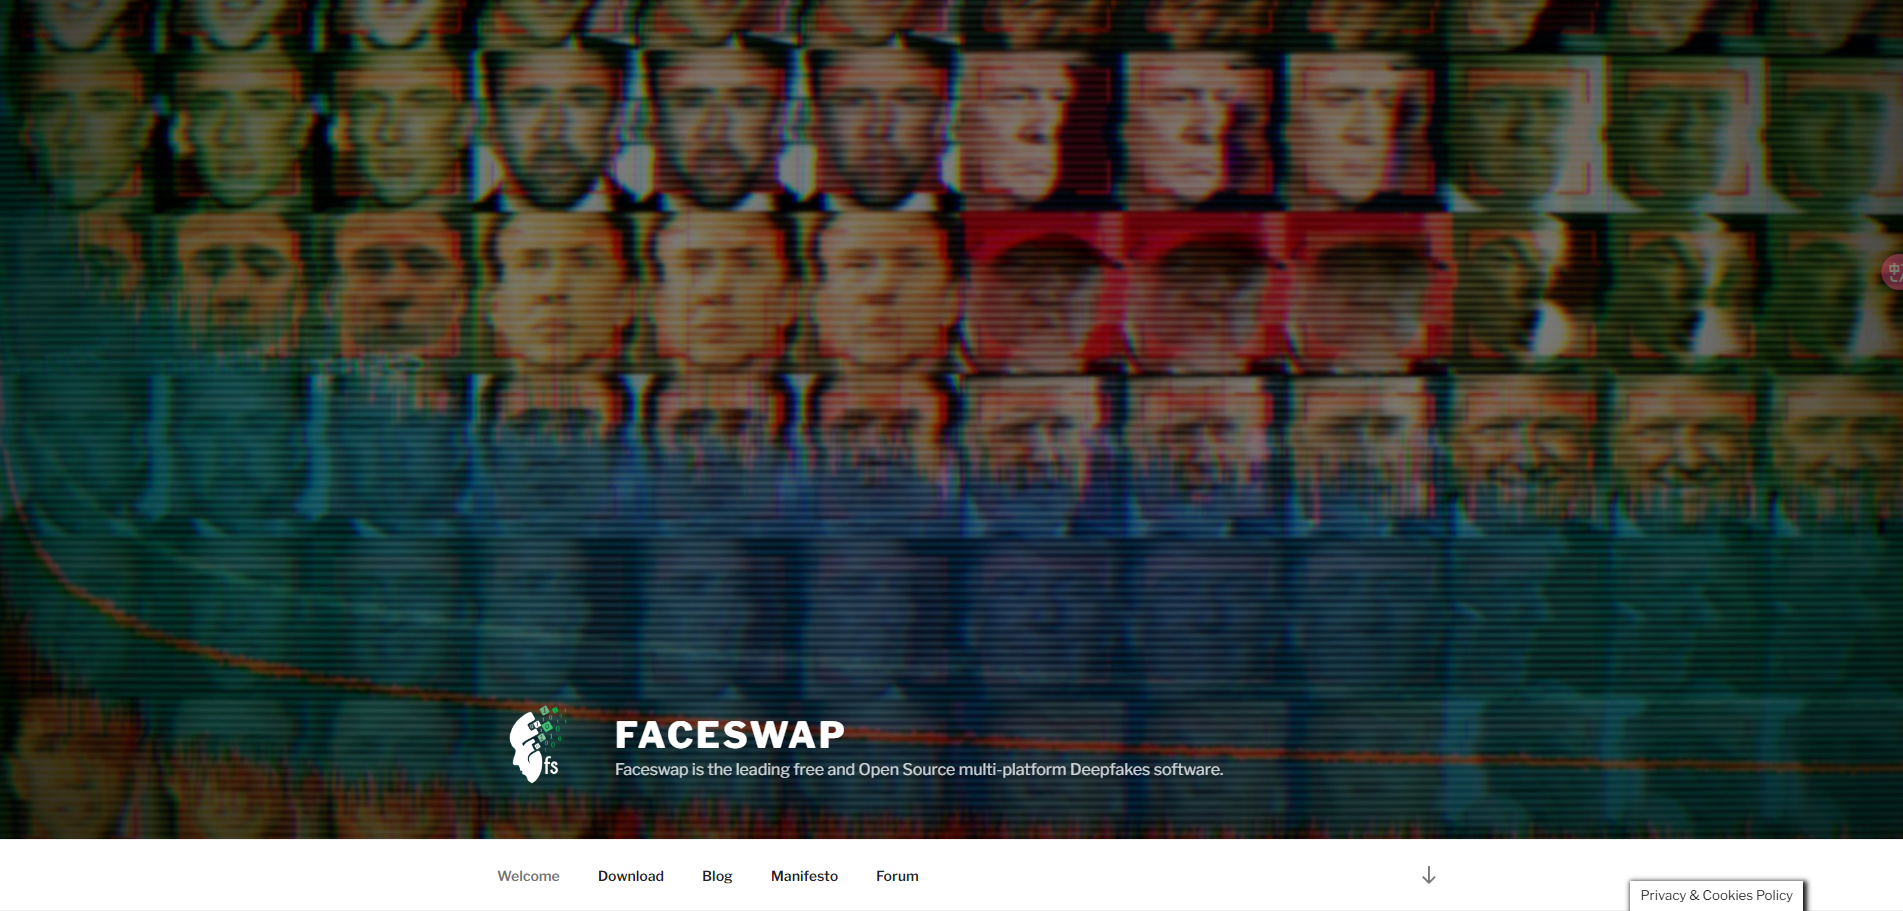 中
fs
FACESWAP
Faceswap is the leading free and Open Source multi-platform Deepfakes software.
Welcome Download Blog Manifesto Forum
Privacy & Cookies Policy